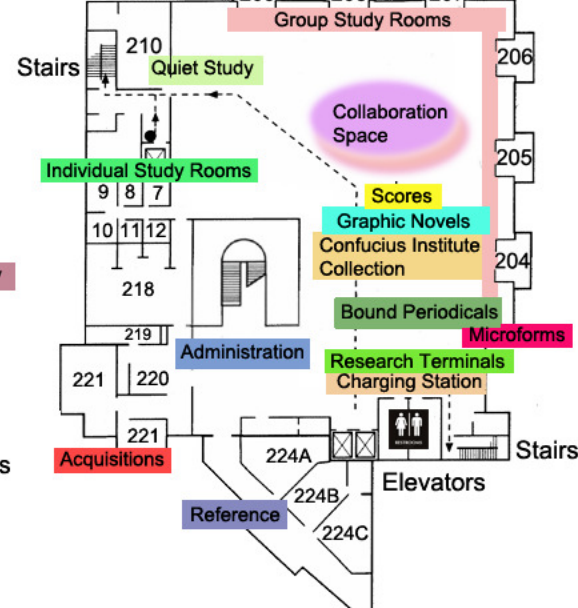 Group Study Rooms
210
Stairs
Quiet Study
206
Collaboration
Space
205
Individual Study Rooms
9 8 7
Scores
Graphic Novels
10 11 12
Confucius Institute
Collection
204
218
Bound Periodicals
219
Microforms
Administration
Research Terminals
221
220
Charging Station
221
RESTROOMS
Acquisitions
224A
Stairs
Elevators
224B
Reference
224C